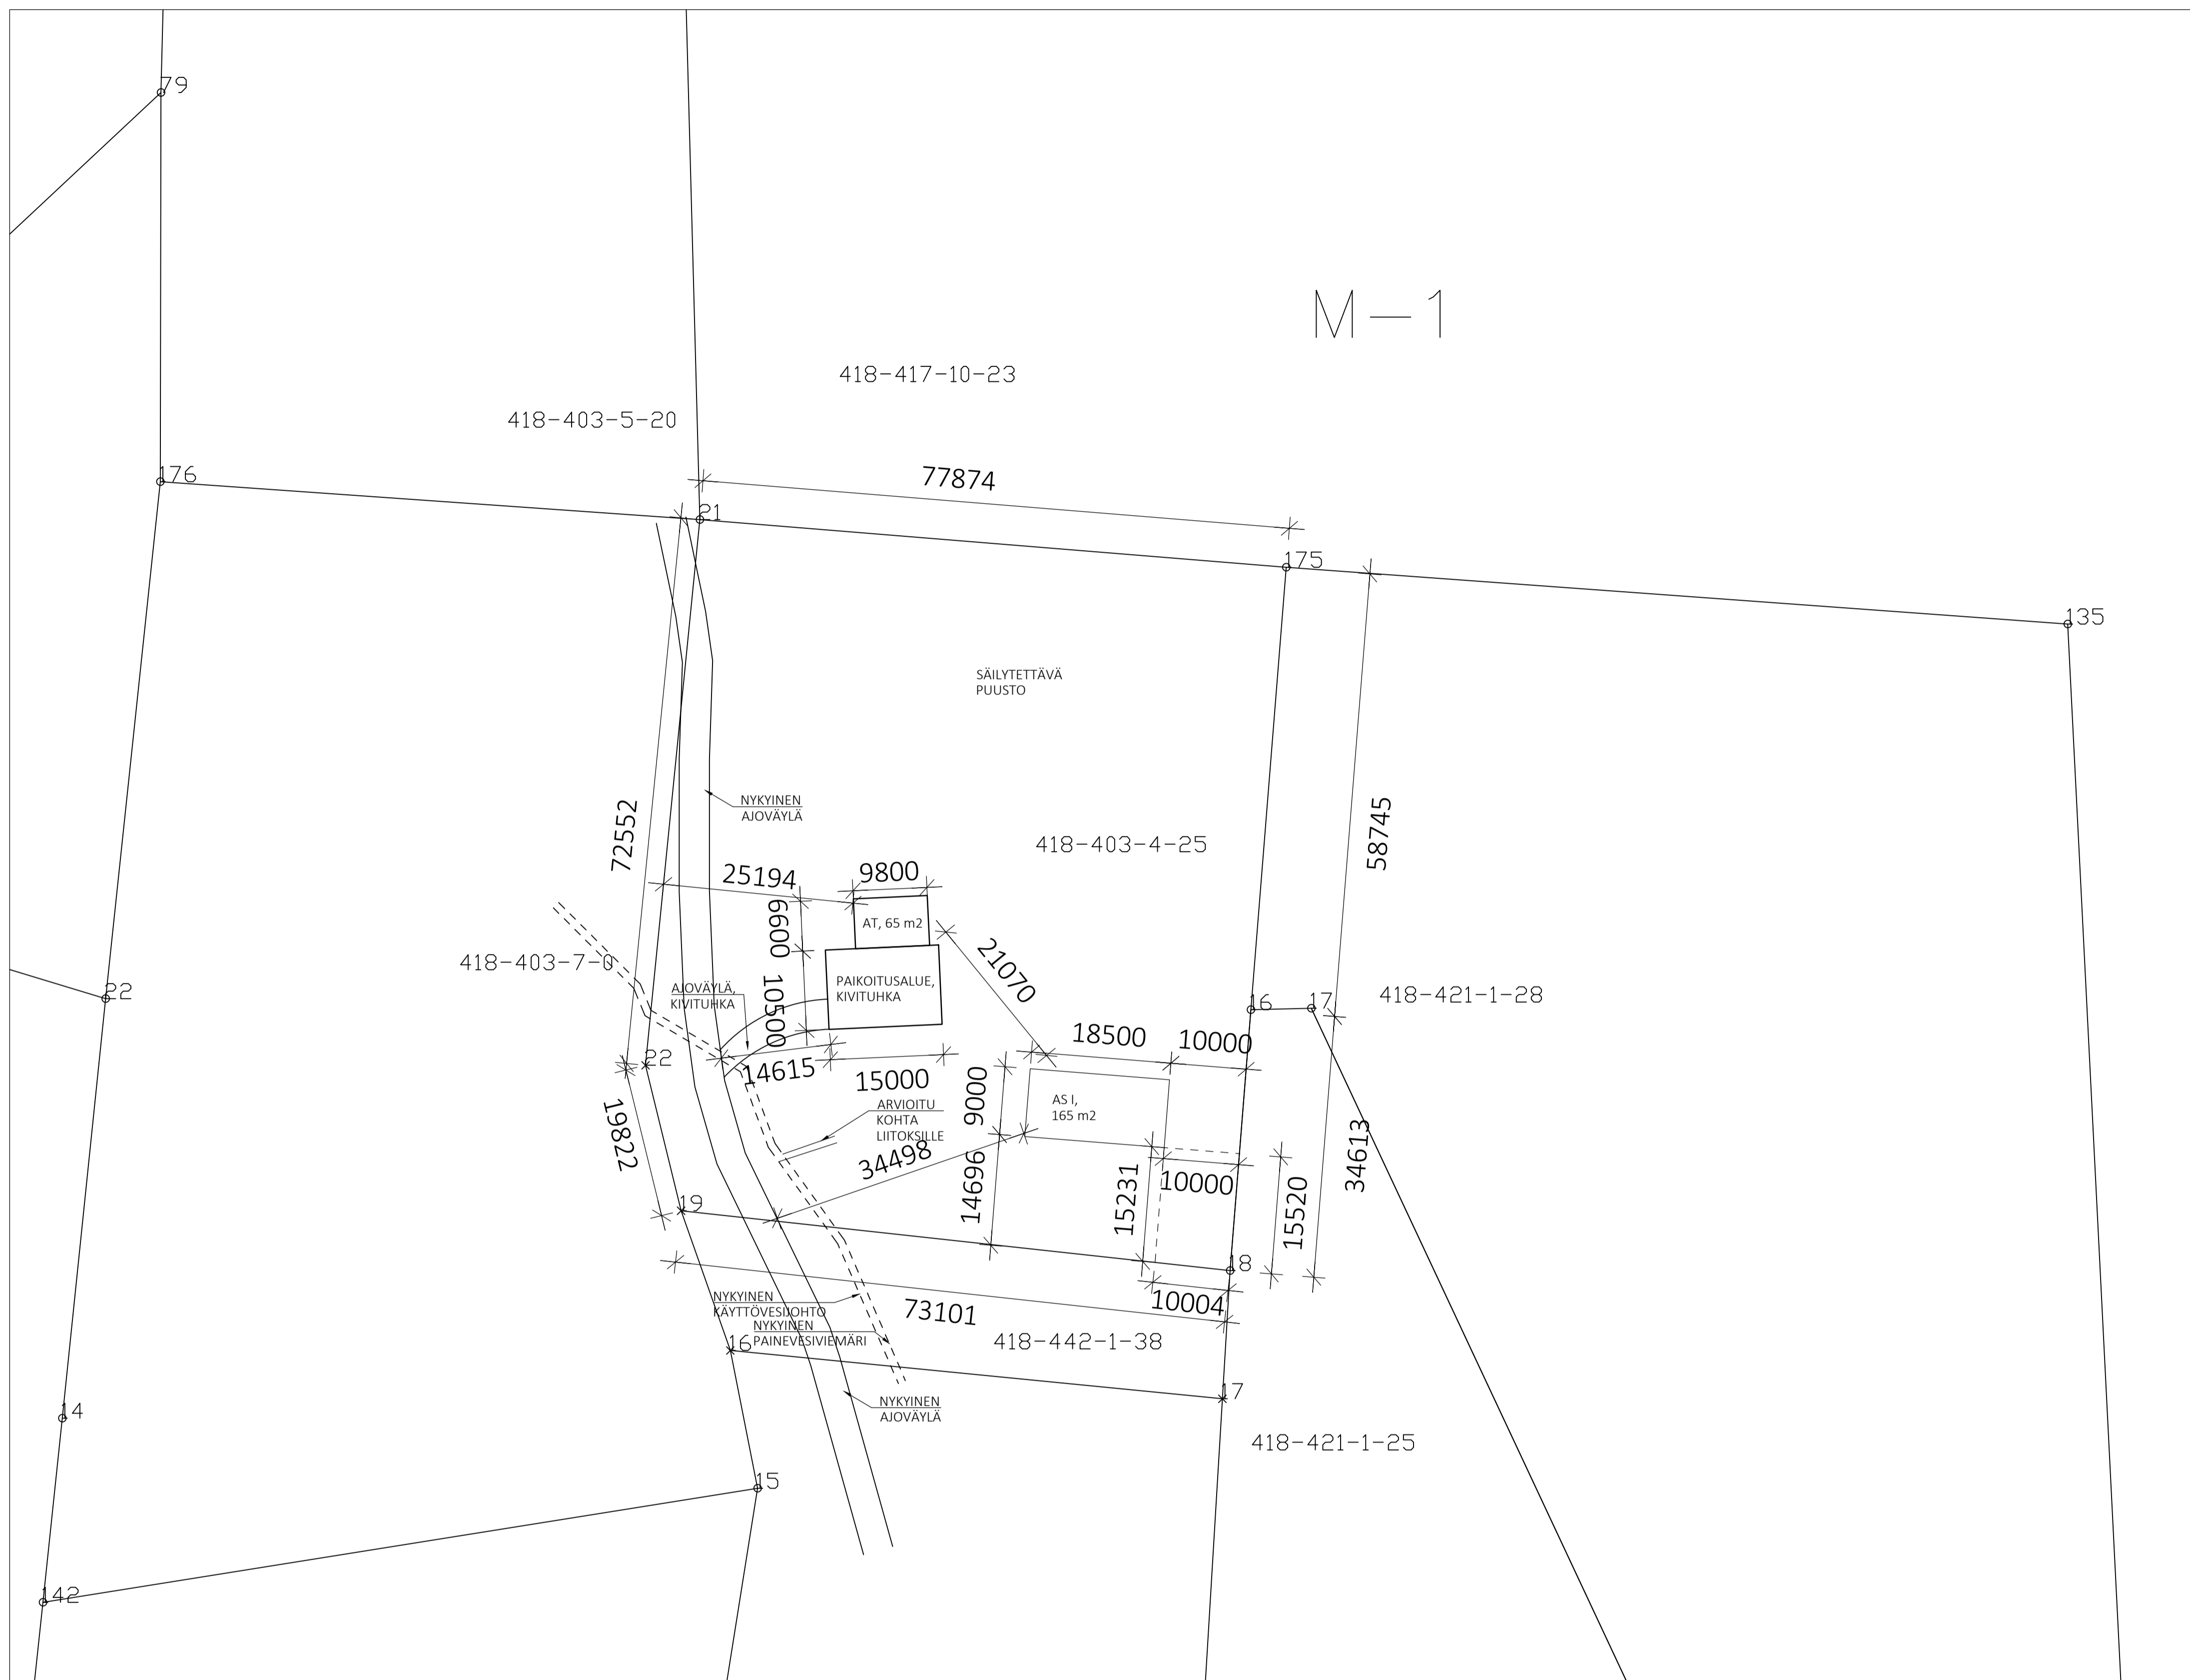 79
M-1
418-417-10-23
418-403-5-20
176
77874
21
175
135
SÄILYTETTÄVÄ
PUUSTO
NYKYINEN
AJOVÄYLÄ
72552
58745
418-403-4-25
25194
9800
6600
AT, 65 m2
418-403-7-0
21070
PAIKOITUSALUE,
KIVITUHKA
AJOVÄYLÄ,
KIVITUHKA
10500
22
418-421-1-28
16
17
18500
10000
22
14615
15000
9000
AS I,
165 m2
ARVIOITU
KOHTA
LIITOKSILLE
19822
34498
34613
14696
15231
10000
15520
19
18
NYKYINEN
KÄYTTÖVESIJOHTO
73101
10004
NYKYINEN
PAINEVESIVIEMÄRI
16
418-442-1-38
17
NYKYINEN
AJOVÄYLÄ
14
418-421-1-25
15
142